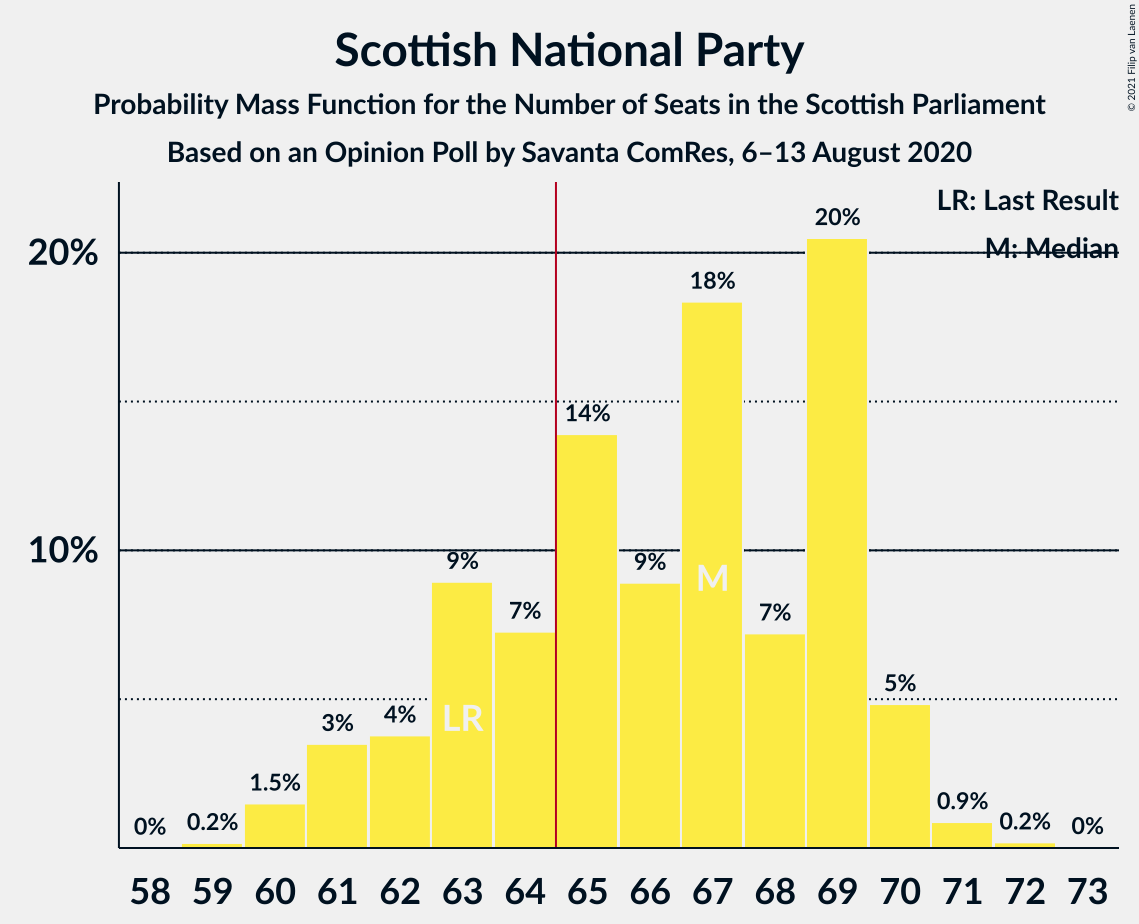 Scottish National Party
Probability Mass Function for the Number of Seats in the Scottish Parliament
Based on an Opinion Poll by Savanta ComRes, 6–13 August 2020
© 2021 Filip van Laenen
LR: Last Result
M: Median
20%
10%
0%
0.2%
1.5%
3%
4%
9%
7%
14%
9%
18%
7%
20%
5%
0.9%
0.2%
0%
LR
M
58 59 60 61 62 63 64 65 66 67 68 69 70 71 72 73